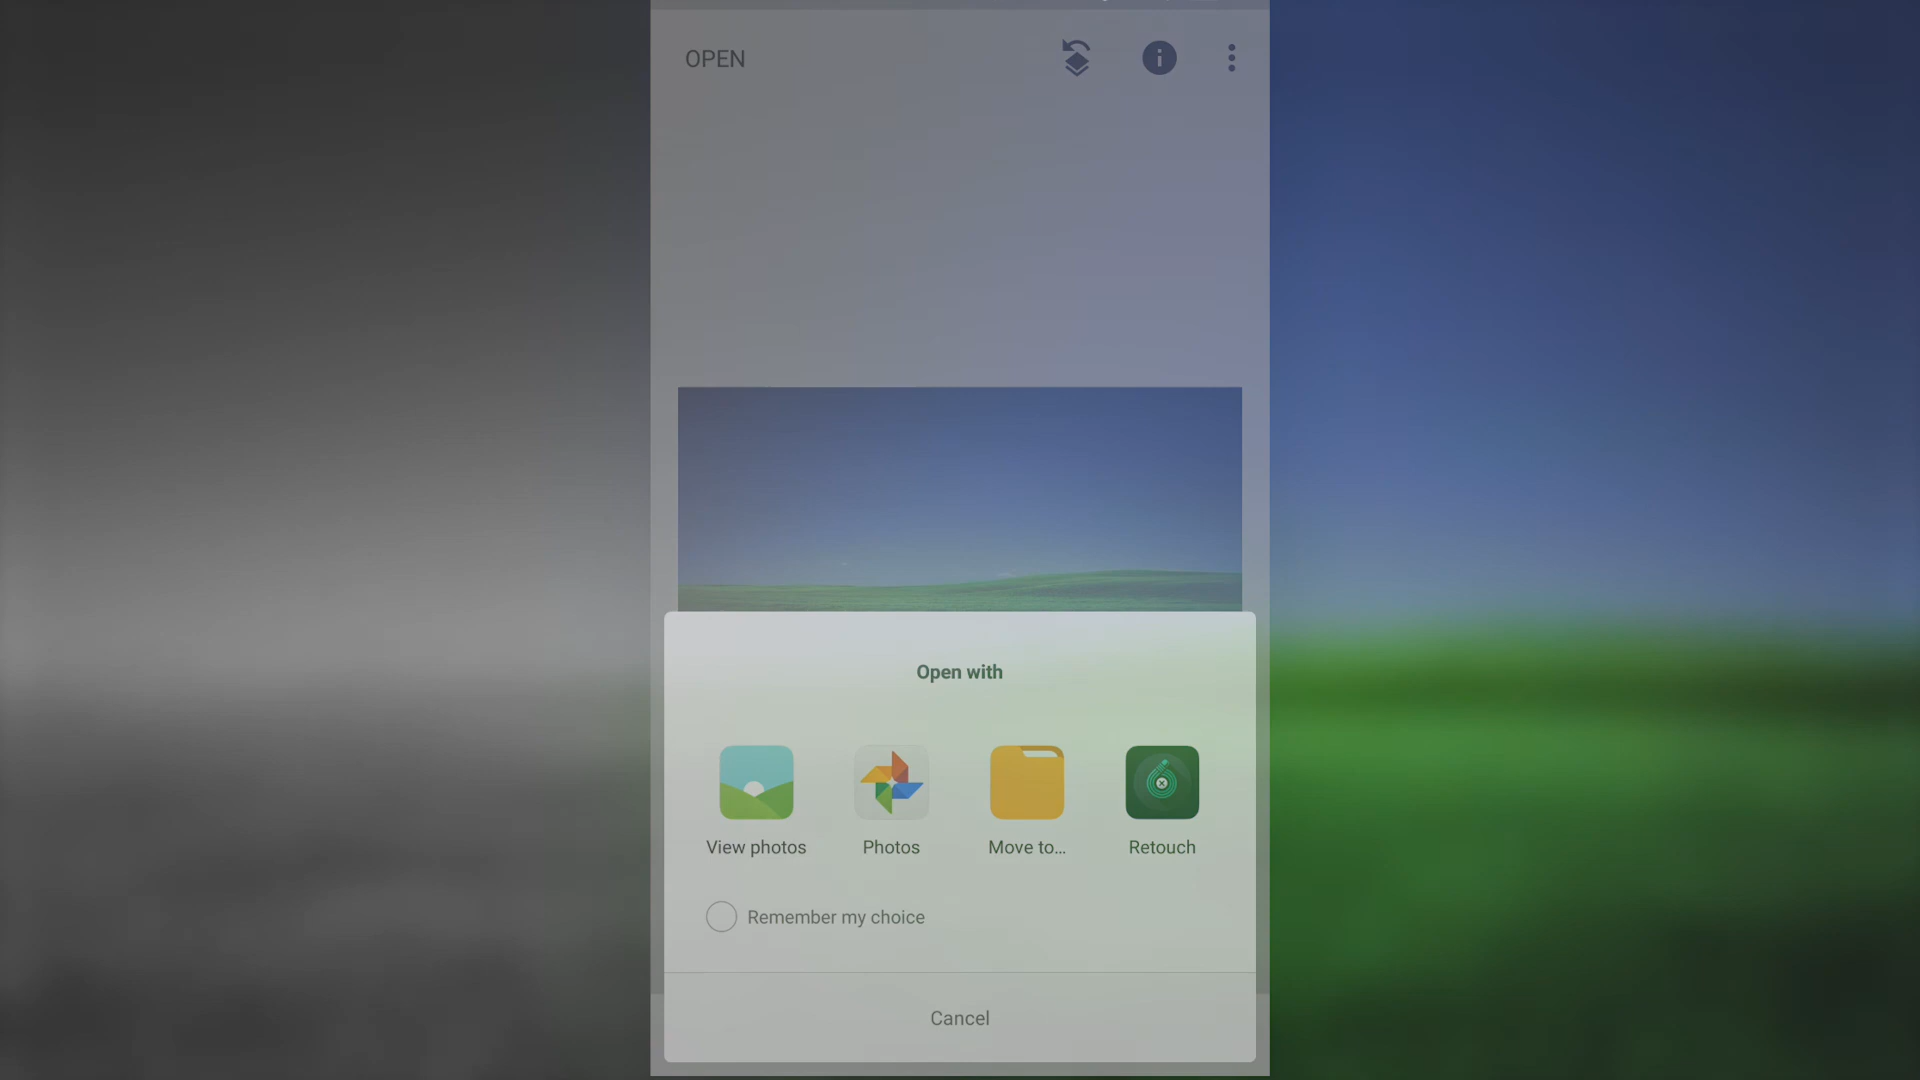 OPEN
Open with
View photos
Photos
Move to...
Retouch
Remember my choice
Cancel